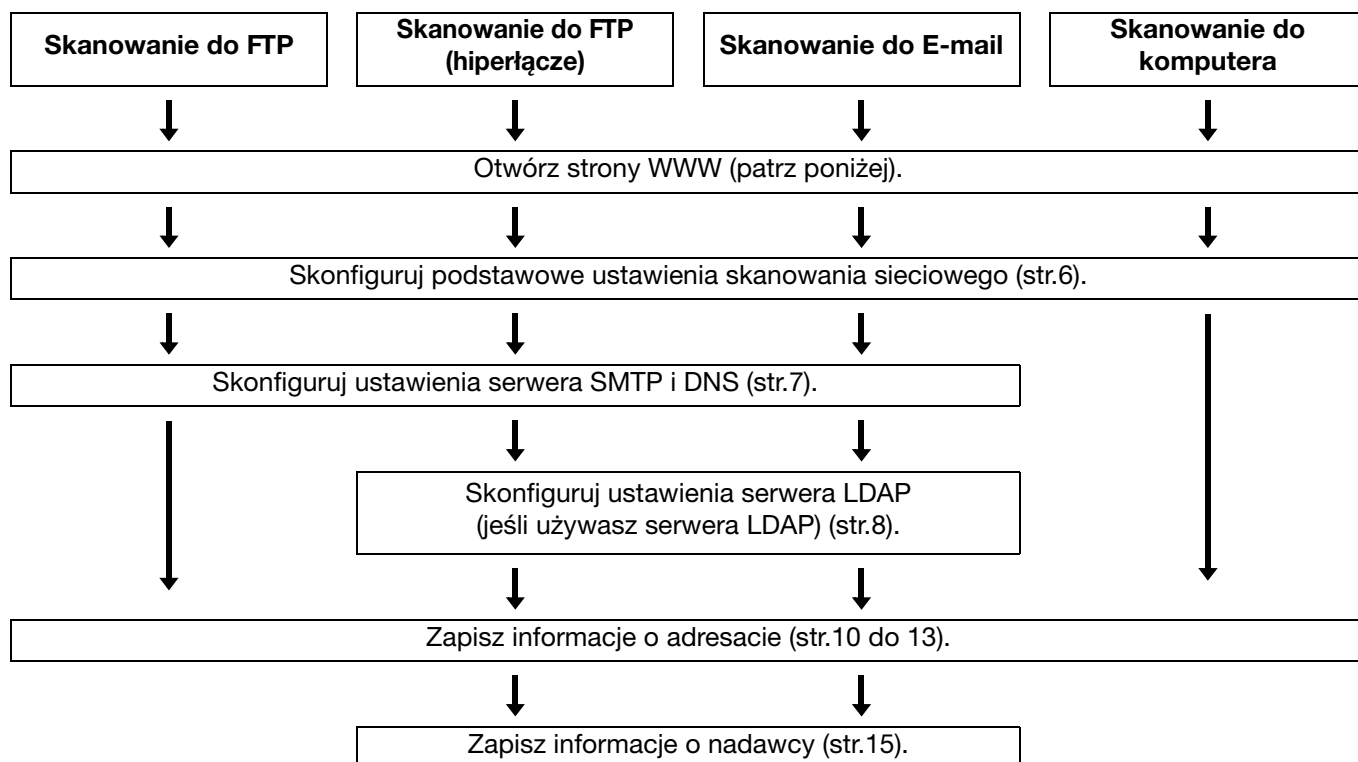 Skanowanie do FTP
Skanowanie do FTP
(hiperłącze)
Skanowanie do E-mail
Skanowanie do
komputera
Otwórz strony WWW (patrz poniżej).
Skonfiguruj podstawowe ustawienia skanowania sieciowego (str.6).
Skonfiguruj ustawienia serwera SMTP i DNS (str.7).
Skonfiguruj ustawienia serwera LDAP
(jeśli używasz serwera LDAP) (str.8).
Zapisz informacje o adresacie (str.10 do 13).
Zapisz informacje o nadawcy (str.15).